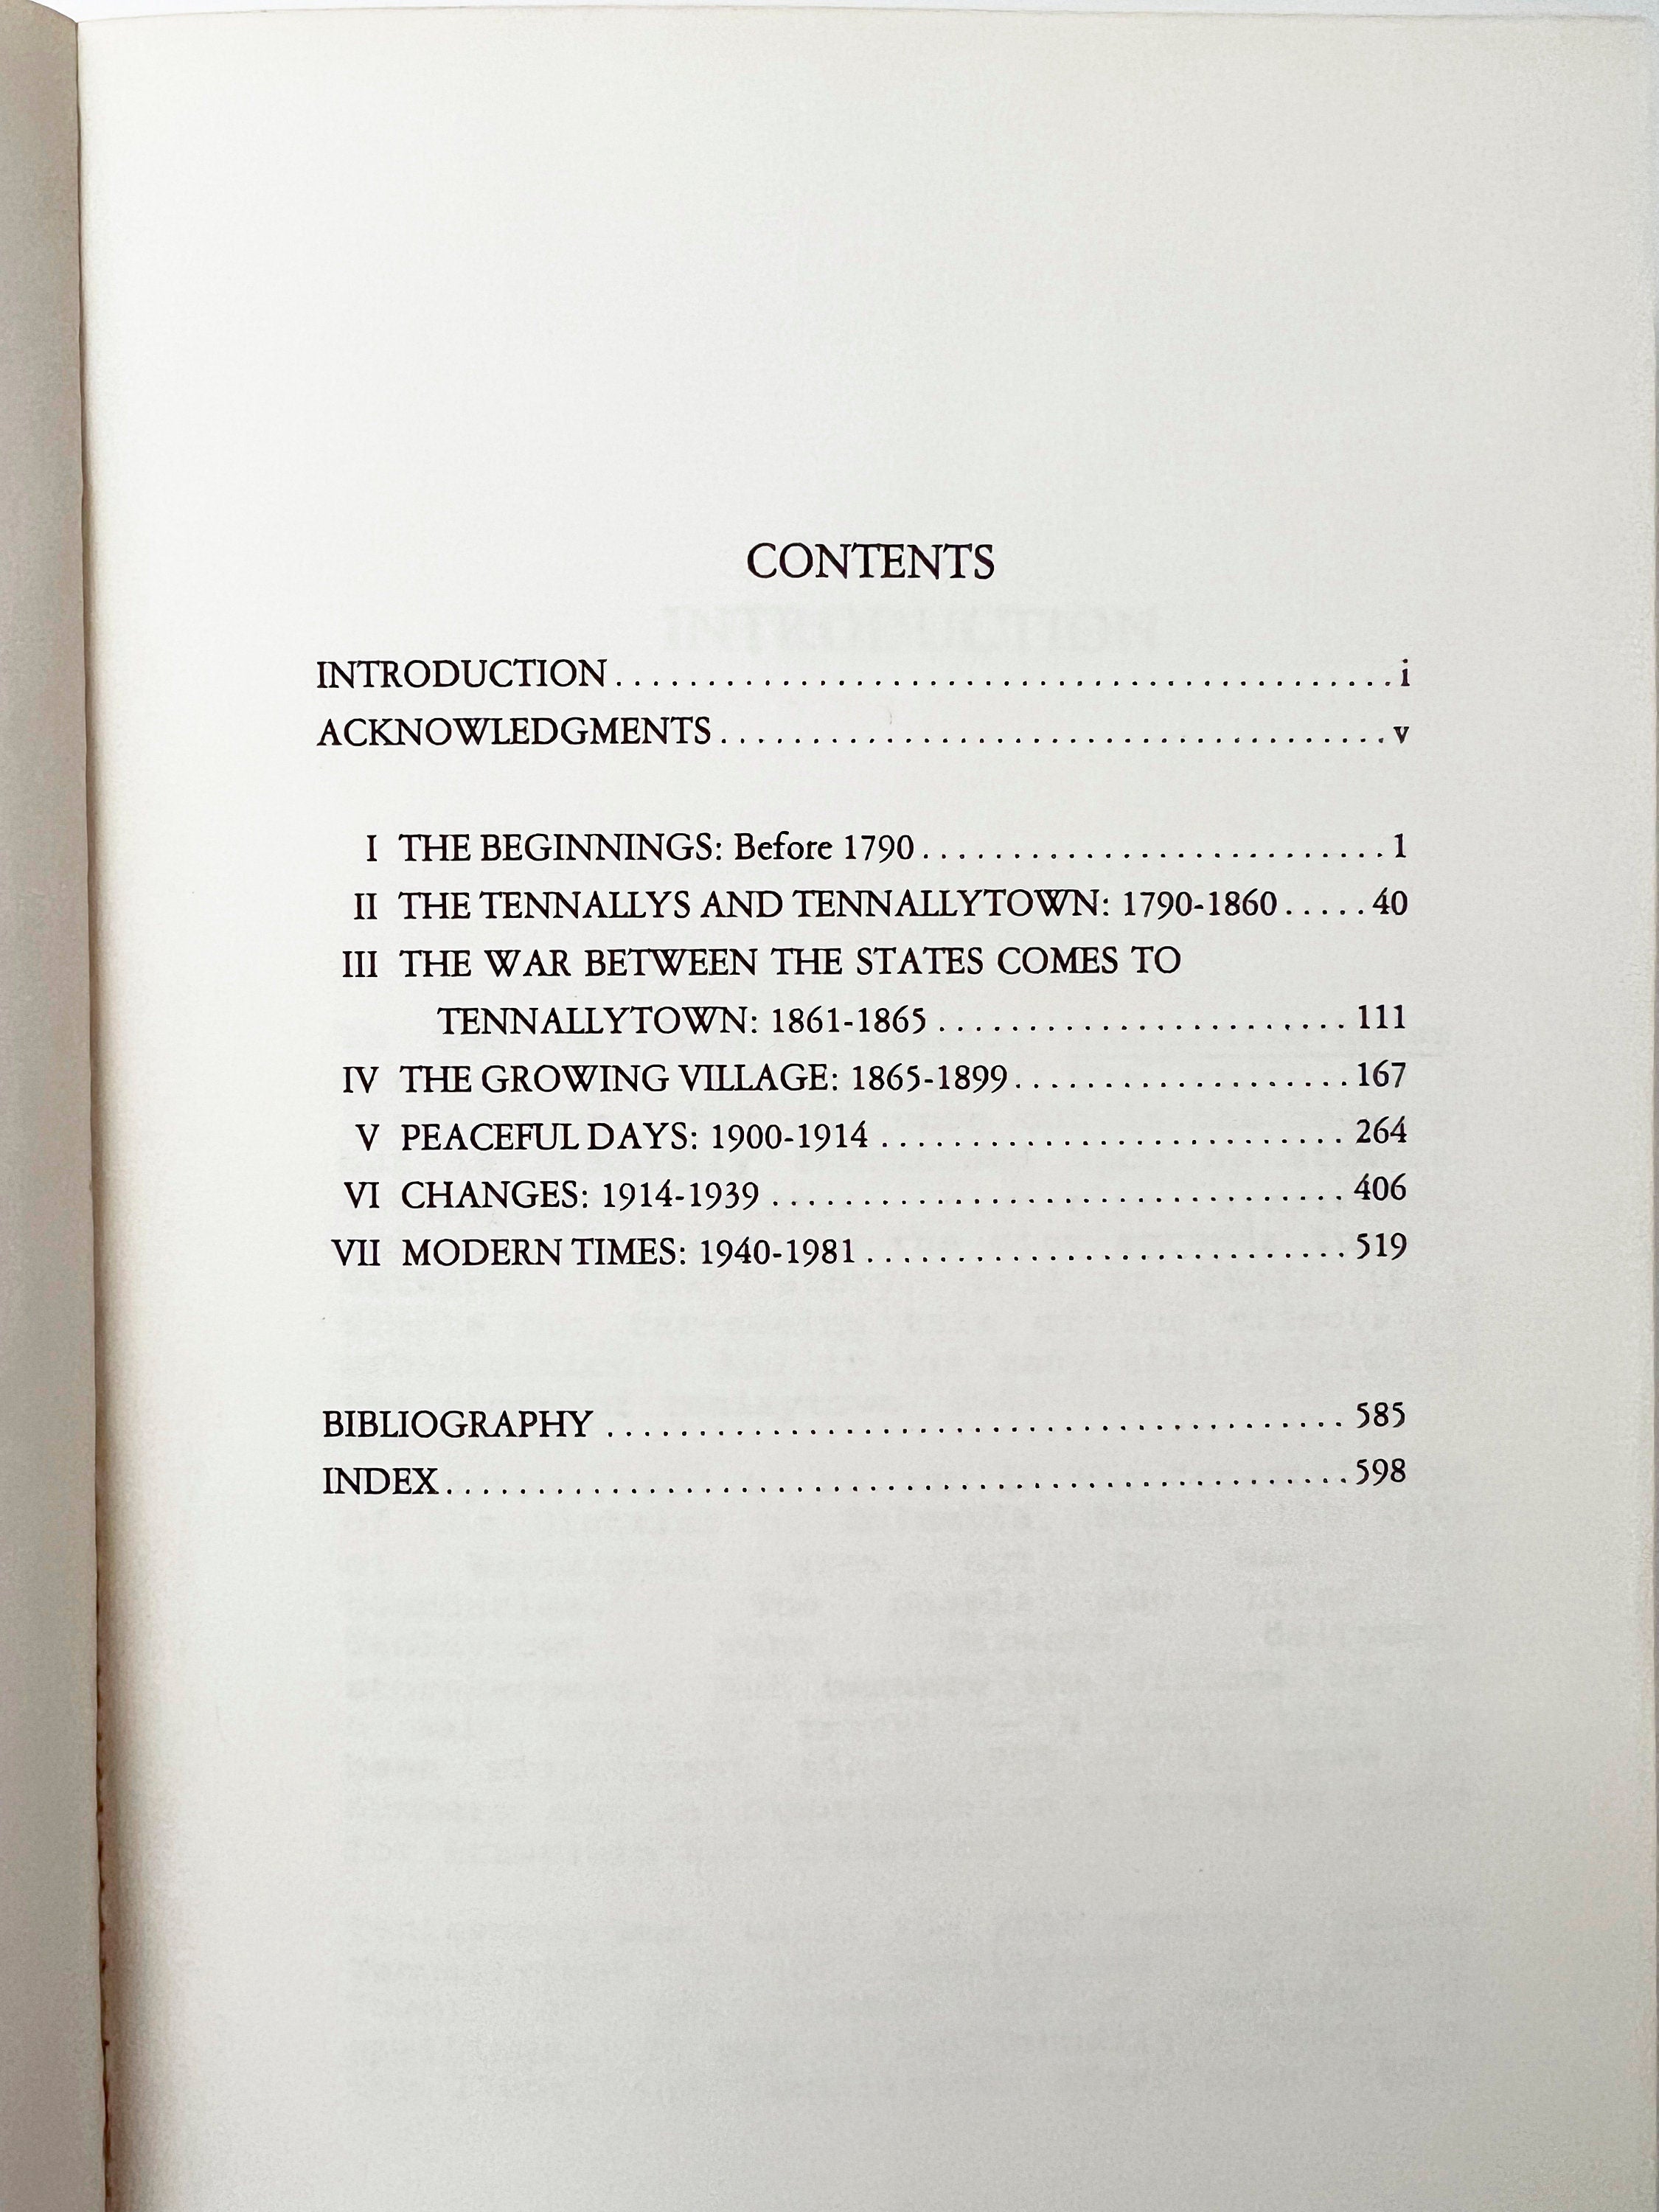 CONTENTS
INTRODUCTION . . . . . . . . . . . . . . . . . . . . . . . . . . . . . . . . . . . . . . . . . . . i
ACKNOWLEDGMENTS . . . . . . . . . . . . . . . . . . . . . . . . . . . . . . . . . . . . . v
I THE BEGINNINGS: Before 1790 . . . . . . . . . . . . . . . . . . . . . . . . . . 1
II THE TENNALLYS AND TENNALLYTOWN: 1790-1860 . . . . . 40
III THE WAR BETWEEN THE STATES COMES TO
TENNALLYTOWN: 1861-1865 . . . . . . . . . . . . . . . . . . . . . . . 111
IV THE GROWING VILLAGE: 1865-1899 . . . . . . . . . . . . . . . . . . . 167
V PEACEFUL DAYS: 1900-1914 . . . . . . . . . . . . . . . . . . . . . . . . . . 264
VI CHANGES: 1914-1939 . . . . . . . . . . . . . . . . . . . . . . . . . . . . . . . . 406
VII MODERN TIMES: 1940-1981 . . . . . . . . . . . . . . . . . . . . . . . . . . . 519
BIBLIOGRAPHY . . . . . . . . . . . . . . . . . . . . . . . . . . . . . . . . . . . . . . . . . 585
INDEX . . . . . . . . . . . . . . . . . . . . . . . . . . . . . . . . . . . . . . . . . . . . . . . . . . 598